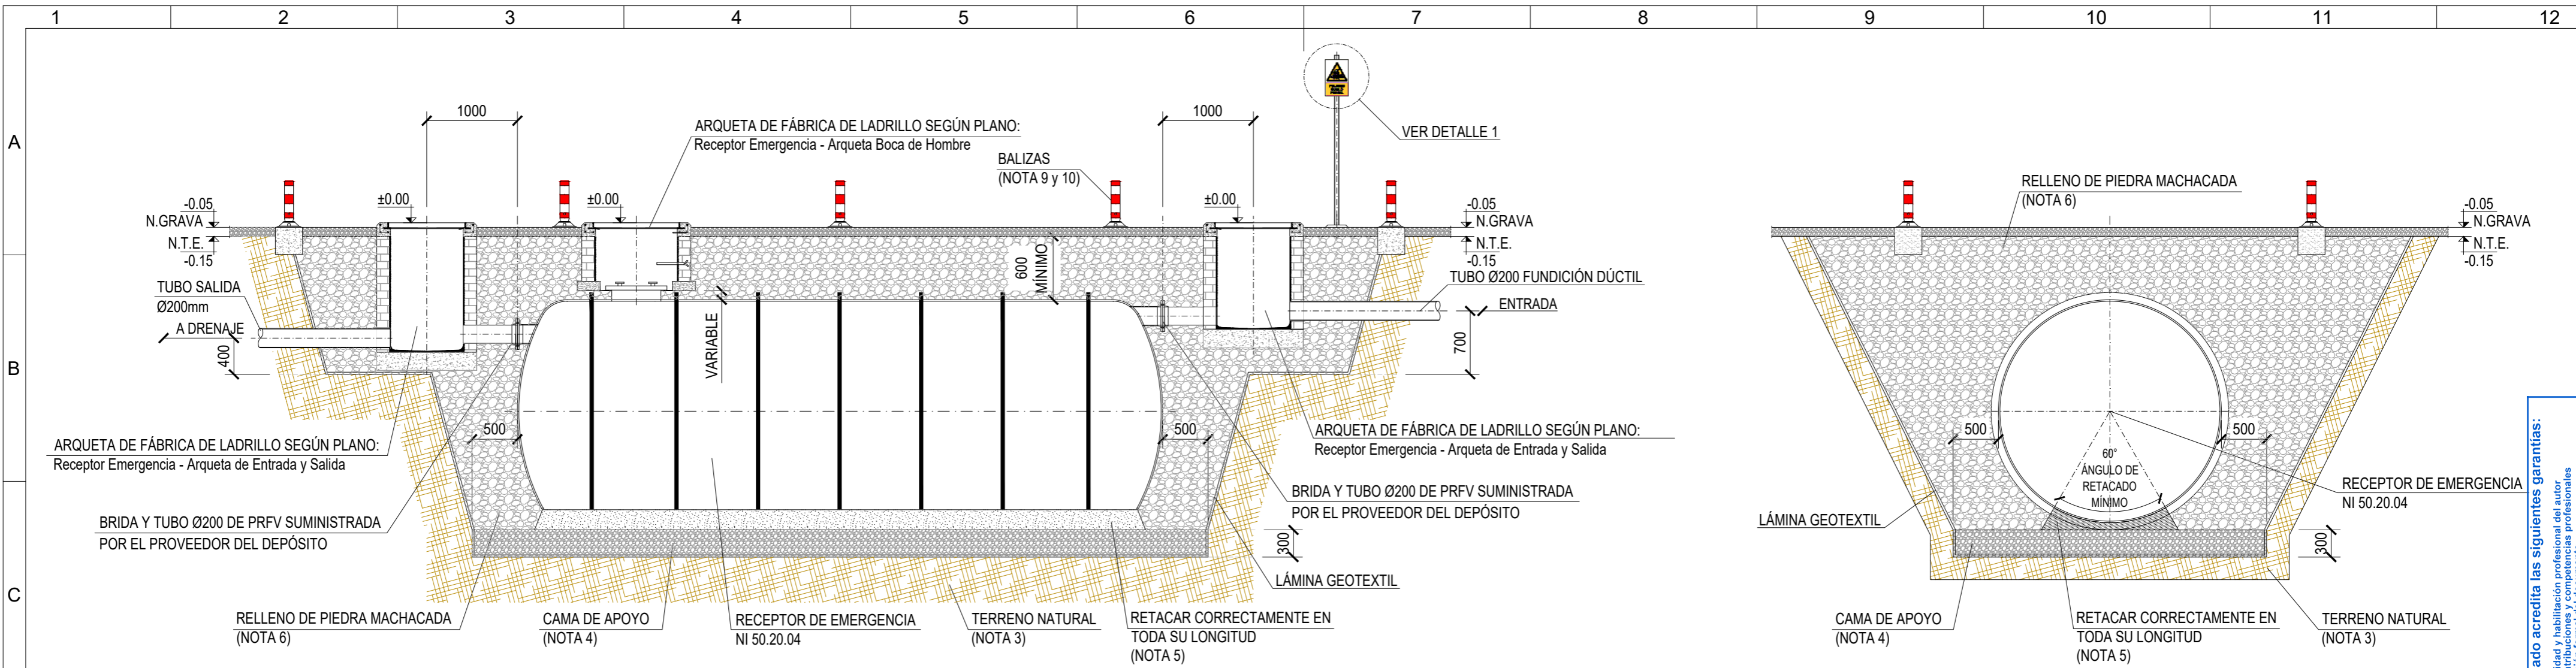 1 2 3 4 5 6 7 8 9 10 11 12
A
B
C
1000
ARQUETA DE FÁBRICA DE LADRILLO SEGÚN PLANO:
Receptor Emergencia - Arqueta Boca de Hombre
BALIZAS
(NOTA 9 y 10)
1000
VER DETALLE 1
-0.05
N.GRAVA
N.T.E.
-0.15
±0.00
±0.00
±0.00
-0.05
N.GRAVA
N.T.E.
-0.15
TUBO SALIDA
Ø200mm
A DRENAJE
400
600
MÍNIMO
VARIABLE
TUBO Ø200 FUNDICIÓN DÚCTIL
ENTRADA
700
500
500
ARQUETA DE FÁBRICA DE LADRILLO SEGÚN PLANO:
Receptor Emergencia - Arqueta de Entrada y Salida
ARQUETA DE FÁBRICA DE LADRILLO SEGÚN PLANO:
Receptor Emergencia - Arqueta de Entrada y Salida
BRIDA Y TUBO Ø200 DE PRFV SUMINISTRADA
POR EL PROVEEDOR DEL DEPÓSITO
BRIDA Y TUBO Ø200 DE PRFV SUMINISTRADA
POR EL PROVEEDOR DEL DEPÓSITO
300
LÁMINA GEOTEXTIL
RELLENO DE PIEDRA MACHACADA
(NOTA 6)
CAMA DE APOYO
(NOTA 4)
RECEPTOR DE EMERGENCIA
NI 50.20.04
TERRENO NATURAL
(NOTA 3)
RETACAR CORRECTAMENTE EN
TODA SU LONGITUD
(NOTA 5)
RELLENO DE PIEDRA MACHACADA
(NOTA 6)
-0.05
N.GRAVA
N.T.E.
-0.15
500
500
60°
ÁNGULO DE
RETACADO
MÍNIMO
RECEPTOR DE EMERGENCIA
NI 50.20.04
LÁMINA GEOTEXTIL
300
CAMA DE APOYO
(NOTA 4)
RETACAR CORRECTAMENTE EN
TODA SU LONGITUD
(NOTA 5)
TERRENO NATURAL
(NOTA 3)
ado acredita las siguientes garantías:
idad y habilitación profesional del autor
tribuciones y competencias profesionales